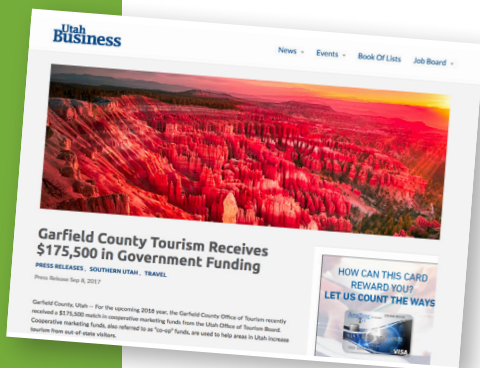 Utah
Business
News
Events
Book Of Lists
Job Board
Garfield County Tourism Receives
$175,500 in Government Funding
PRESS RELEASES , SOUTHERN UTAH , TRAVEL
Press Release Sep 8, 2017
Garfield County, Utah — For the upcoming 2018 year, the Garfield County Office of Tourism recently
received a $175,500 match in cooperative marketing funds from the Utah Office of Tourism Board.
Cooperative marketing funds, also referred to as "co-op" funds, are used to help areas in Utah increase
tourism from out-of-state visitors.
HOW CAN THIS CARD
REWARD YOU?
LET US COUNT THE WAYS
VISA